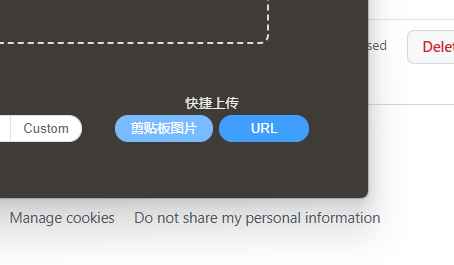 sed
Delet
快捷上传
Custom
剪贴板图片
URL
Manage cookies
Do not share my personal information